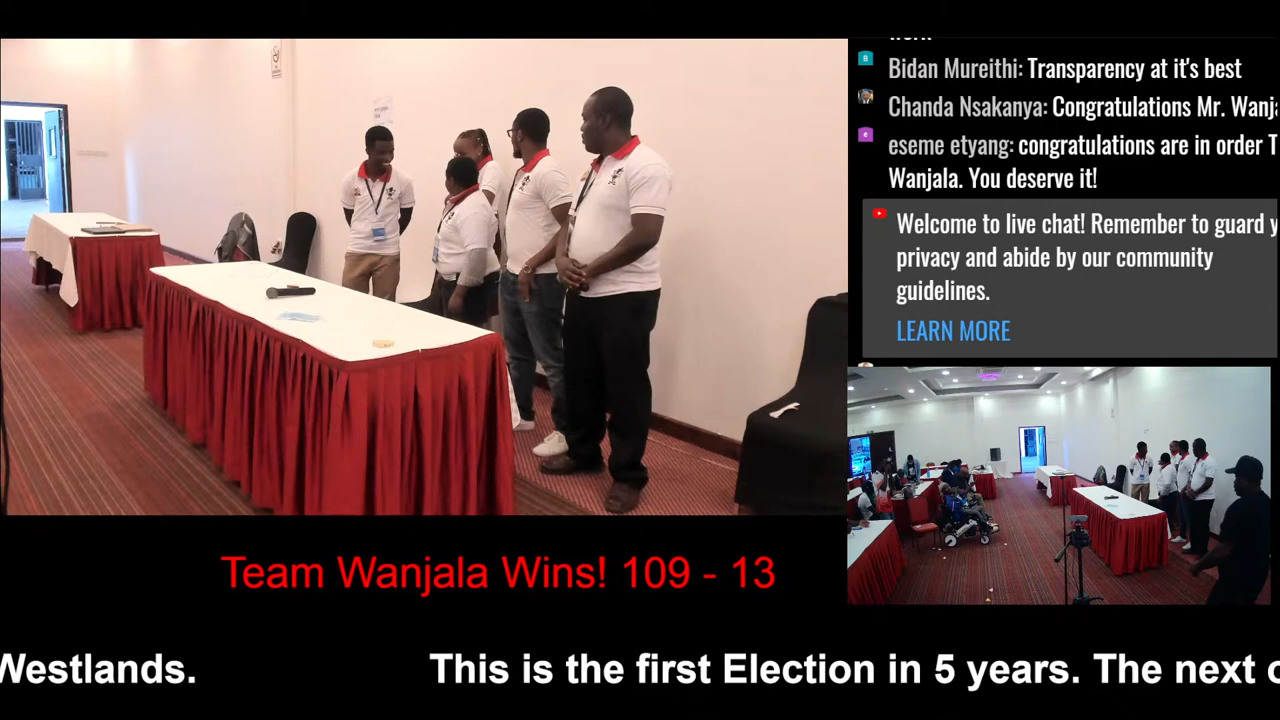 Bidan Mureithi: Transparency at it's best
Chanda Nsakanya: Congratulations Mr.
eseme etyang: congratulations are in order
Wanjala. You deserve it!
Welcome to live chat! Remember to guard
privacy and abide by our community
guidelines.
LEARN MORE
Team Wanjala Wins! 109 - 13
Westlands.
This is the first Election in 5 years. The next